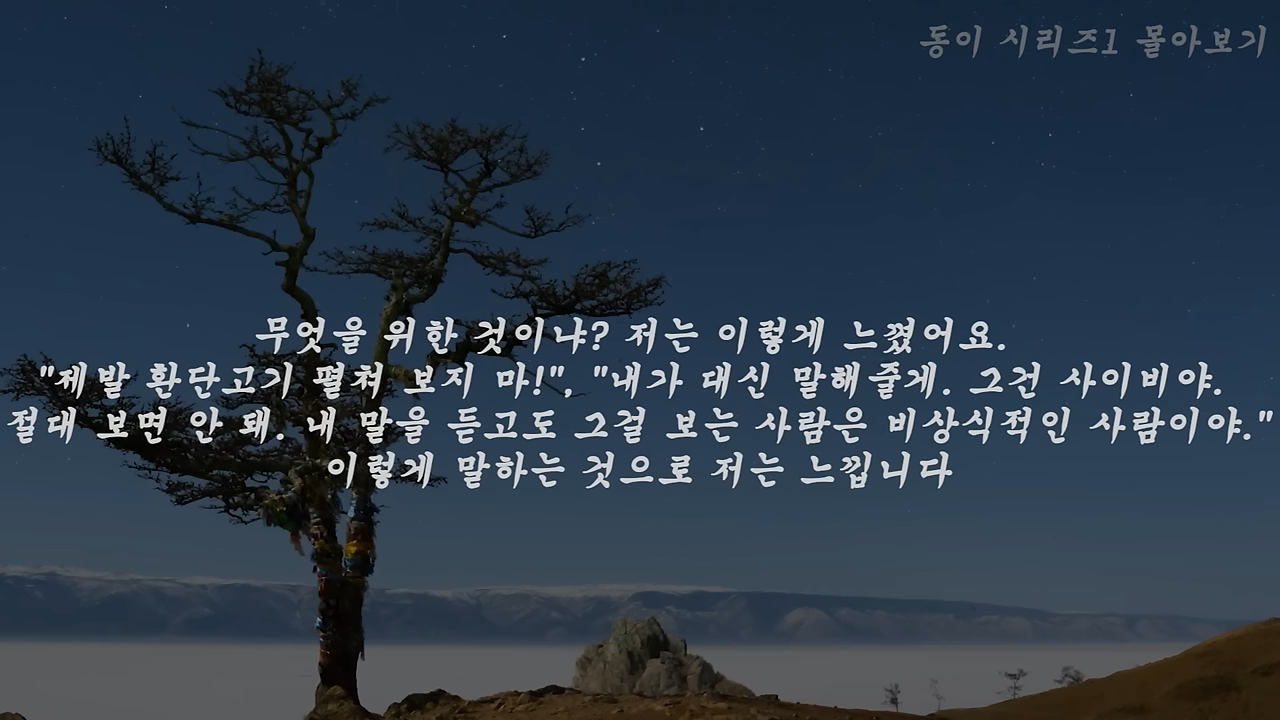 동이 시리즈1 몰아보기
무엇을 위한 것이냐? 저는 이렇게 느꼈어요.
"제발 환단고기 펼쳐 보지 마!", "내가 대신 말해줄게. 그건 사이비야.
절대 보면 안 돼. 내 말을 듣고도 그걸 보는 사람은 비상식적인 사람이야."
이렇게 말하는 것으로 저는 느낍니다